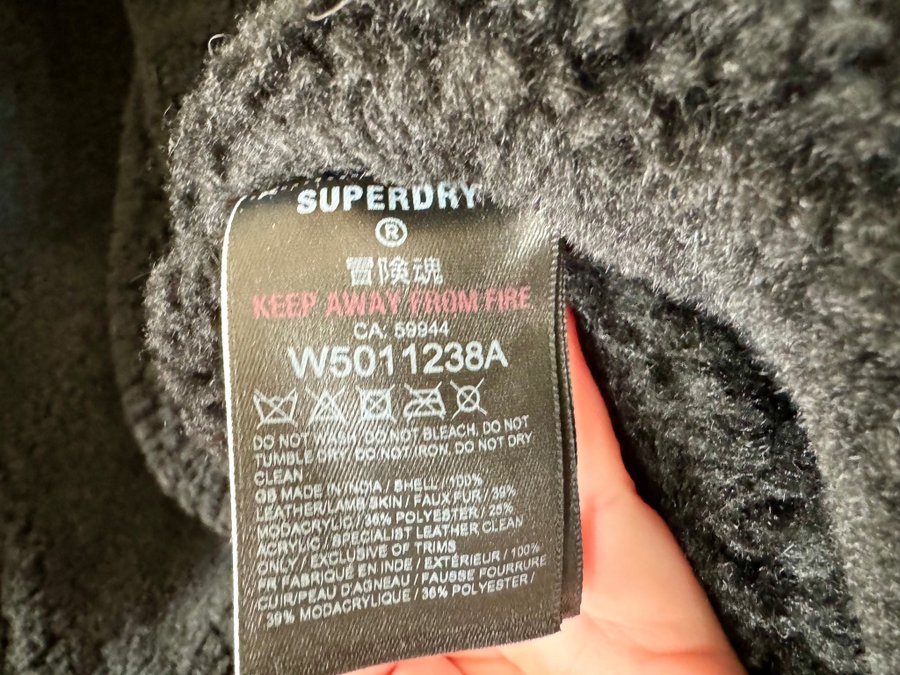 SUPERDRY
®
冒険魂
KEEP AWAY FROM FIRE
CA. 59944
W5011238A
DO NOT WASH, DO NOT BLEACH, DO NOT
TUMBLE DRY, DO NOT IRON, DO NOT DRY
CLEAN
GB MADE IN INDIA / SHELL / 100%
LEATHER/LAMB SKIN / FAUX FUR / 39%
MODACRYLIC / 36% POLYESTER / 25%
ACRYLIC / SPECIALIST LEATHER CLEAN
ONLY / EXCLUSIVE OF TRIMS
FR FABRIQUÉ EN INDE / EXTÉRIEUR / 100%
CUIR/PEAU D'AGNEAU / FAUSSE FOURRURE
/ 39% MODACRYLIQUE / 36% POLYESTER /